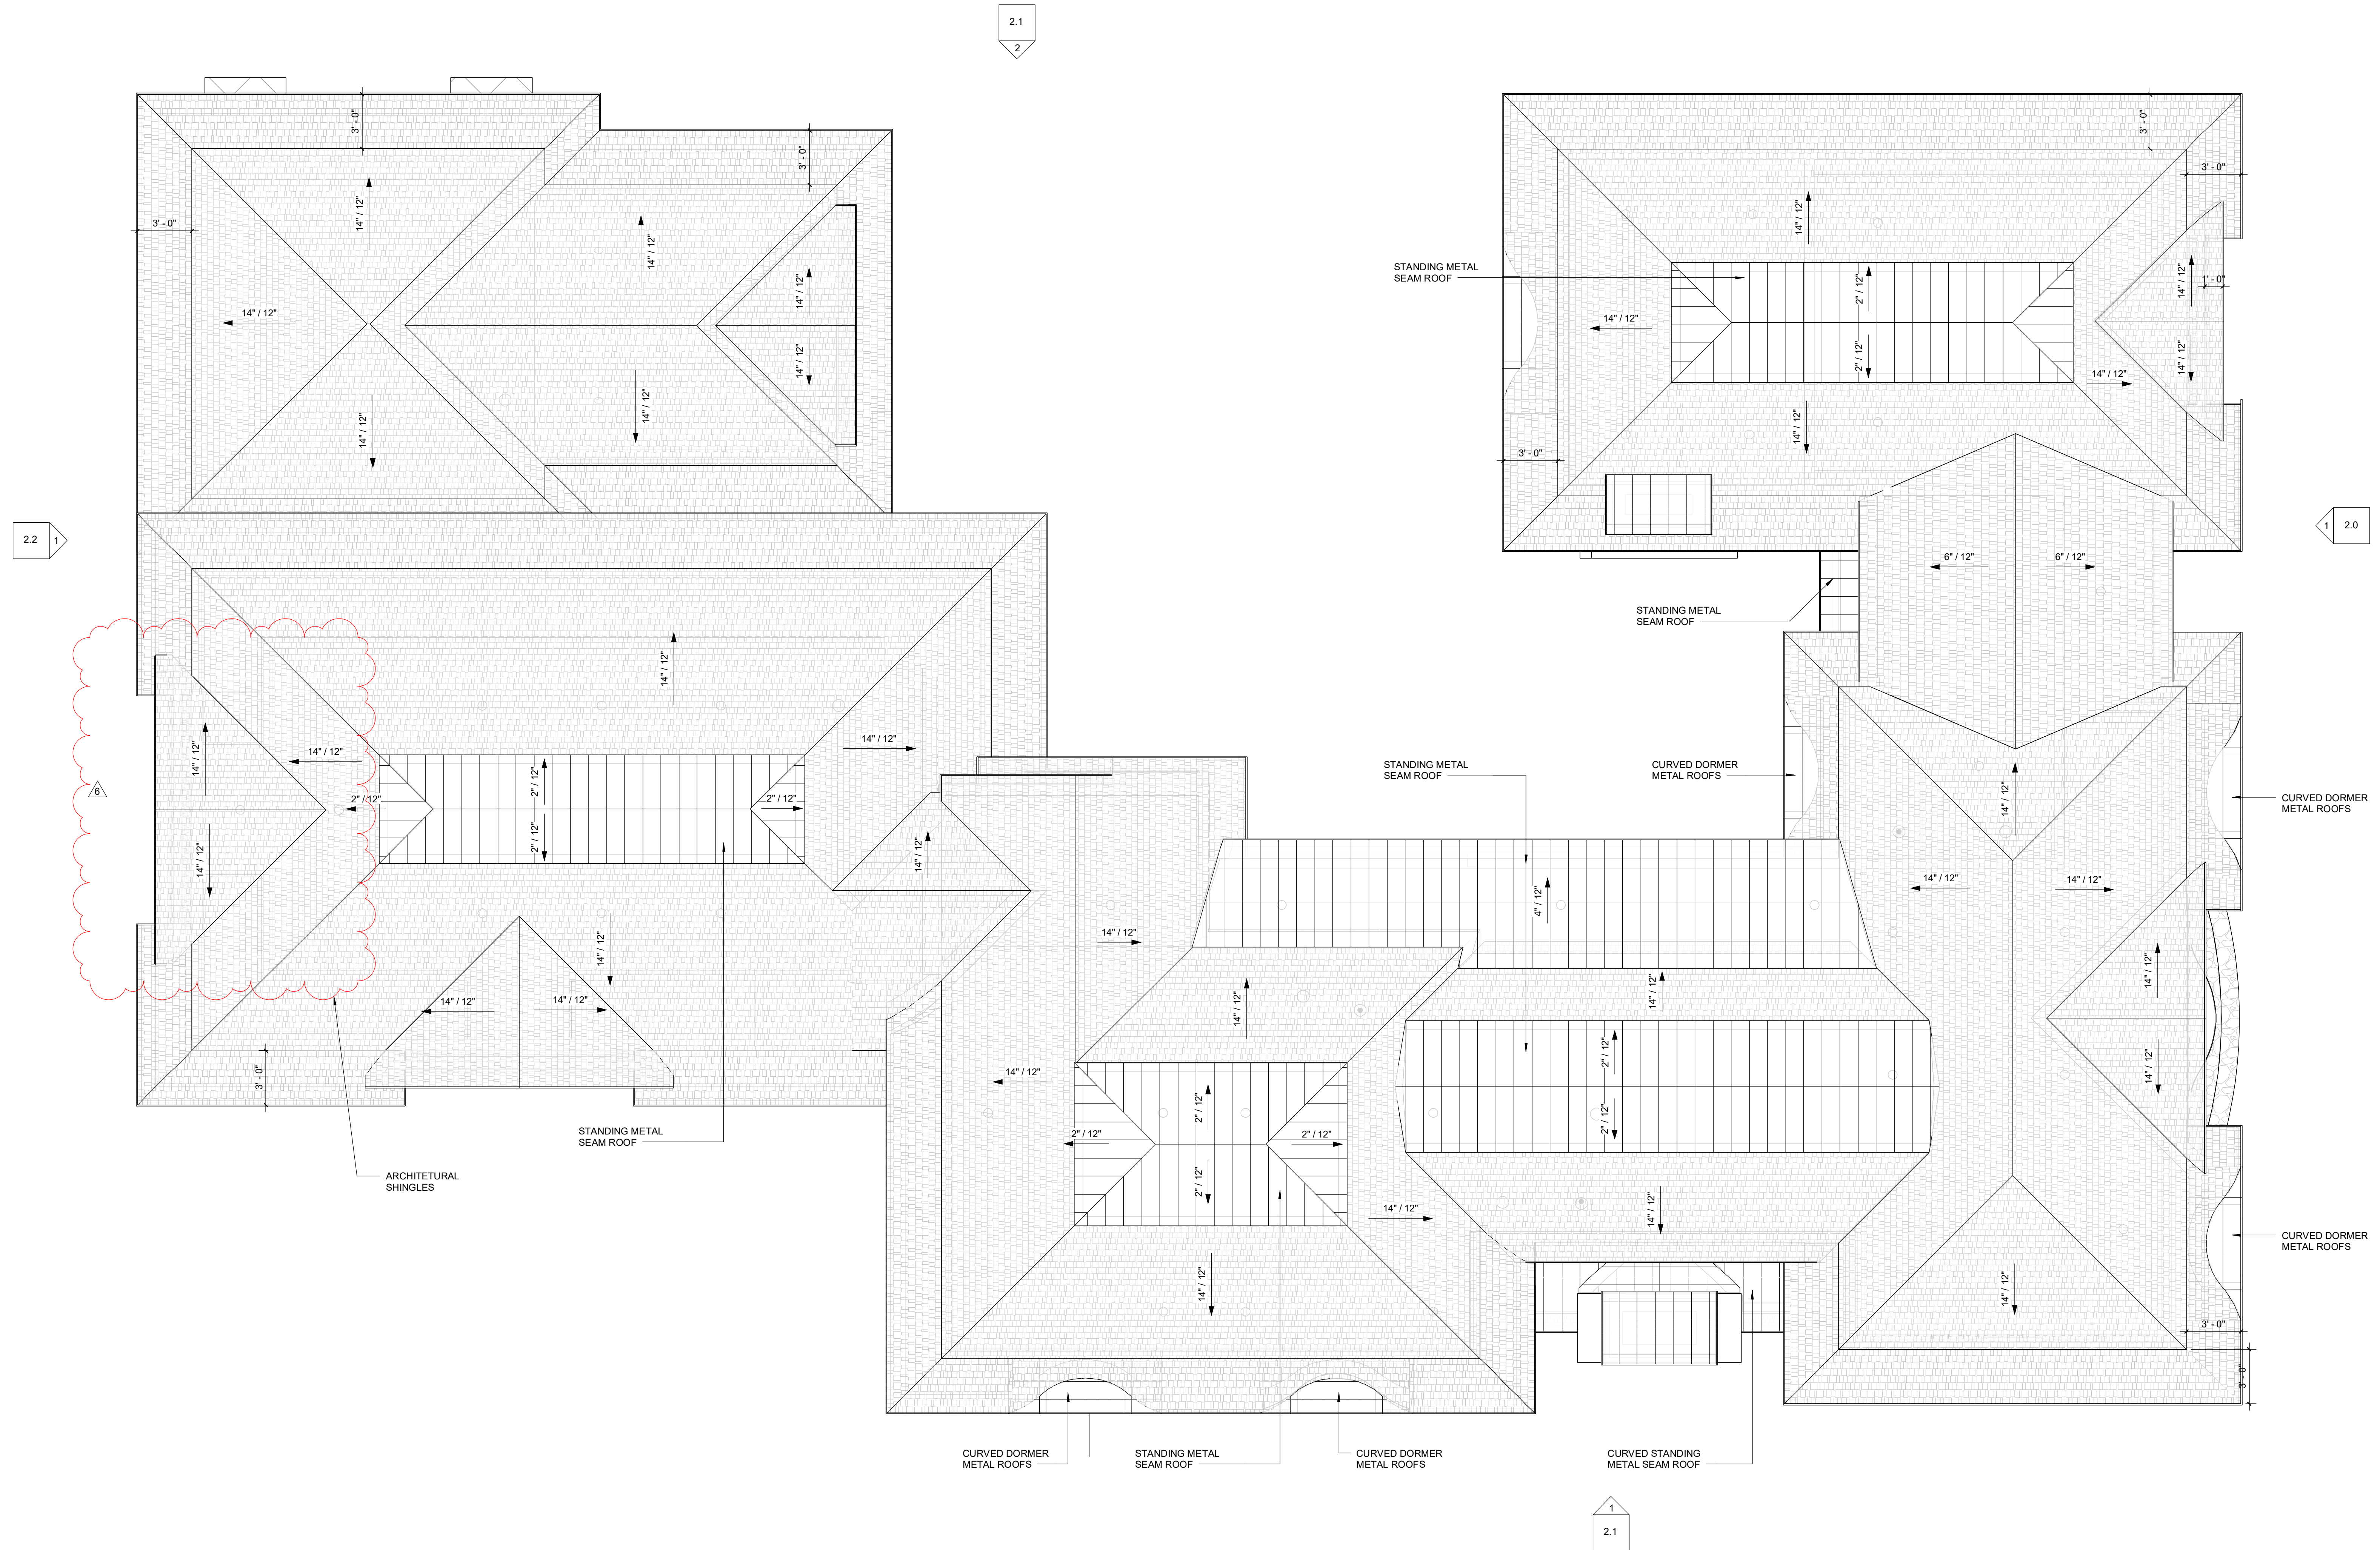 2.1
2
3' - 0"
3' - 0"
3' - 0"
3' - 0"
3' - 0"
14" / 12"
14" / 12"
14" / 12"
14" / 12"
14" / 12"
14" / 12"
14" / 12"
STANDING METAL
SEAM ROOF
14" / 12"
2" / 12"
2" / 12"
14" / 12"
14" / 12"
14" / 12"
1' - 0"
14" / 12"
14" / 12"
3' - 0"
2.2
1
1
2.0
6" / 12"
6" / 12"
STANDING METAL
SEAM ROOF
14" / 12"
14" / 12"
14" / 12"
14" / 12"
14" / 12"
2" / 12"
2" / 12"
2" / 12"
2" / 12"
6
14" / 12"
STANDING METAL
SEAM ROOF
CURVED DORMER
METAL ROOFS
CURVED DORMER
METAL ROOFS
14" / 12"
14" / 12"
14" / 12"
14" / 12"
4" / 12"
14" / 12"
14" / 12"
14" / 12"
14" / 12"
14" / 12"
14" / 12"
14" / 12"
14" / 12"
3' - 0"
14" / 12"
2" / 12"
2" / 12"
14" / 12"
2" / 12"
2" / 12"
2" / 12"
2" / 12"
STANDING METAL
SEAM ROOF
ARCHITETURAL
SHINGLES
14" / 12"
14" / 12"
14" / 12"
14" / 12"
CURVED DORMER
METAL ROOFS
3' - 0"
3' - 0"
CURVED DORMER
METAL ROOFS
STANDING METAL
SEAM ROOF
CURVED DORMER
METAL ROOFS
CURVED STANDING
METAL SEAM ROOF
1
2.1